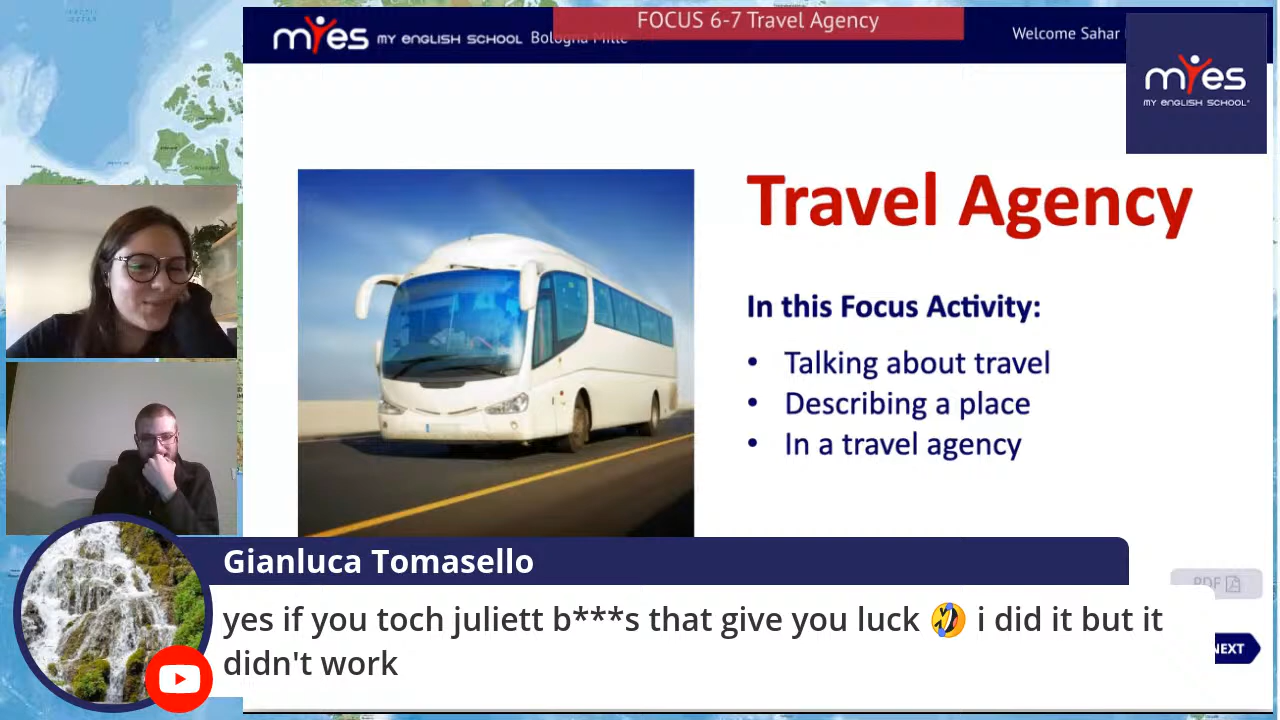 FOCUS 6-7 Travel Agency
myes MY ENGLISH SCHOOL Bologna Mille
Welcome Sahar
myes
MY ENGLISH SCHOOL
Travel Agency
In this Focus Activity:
• Talking about travel
• Describing a place
• In a travel agency
Gianluca Tomasello
PDF
yes if you toch juliett b***s that give you luck 🤣 i did it but it
didn't work
NEXT